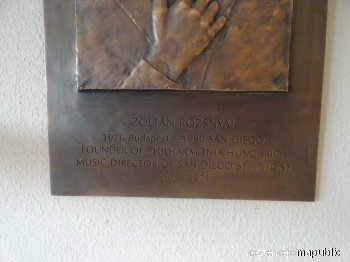 ZOLTÁN ROZSNYAI
1926 Budapest – 1990 SAN DIEGO
FOUNDER OF PHILHARMONIA HUNGARICA
MUSIC DIRECTOR OF SAN DIEGO SYMPHONY
1967 – 1971
mapublic